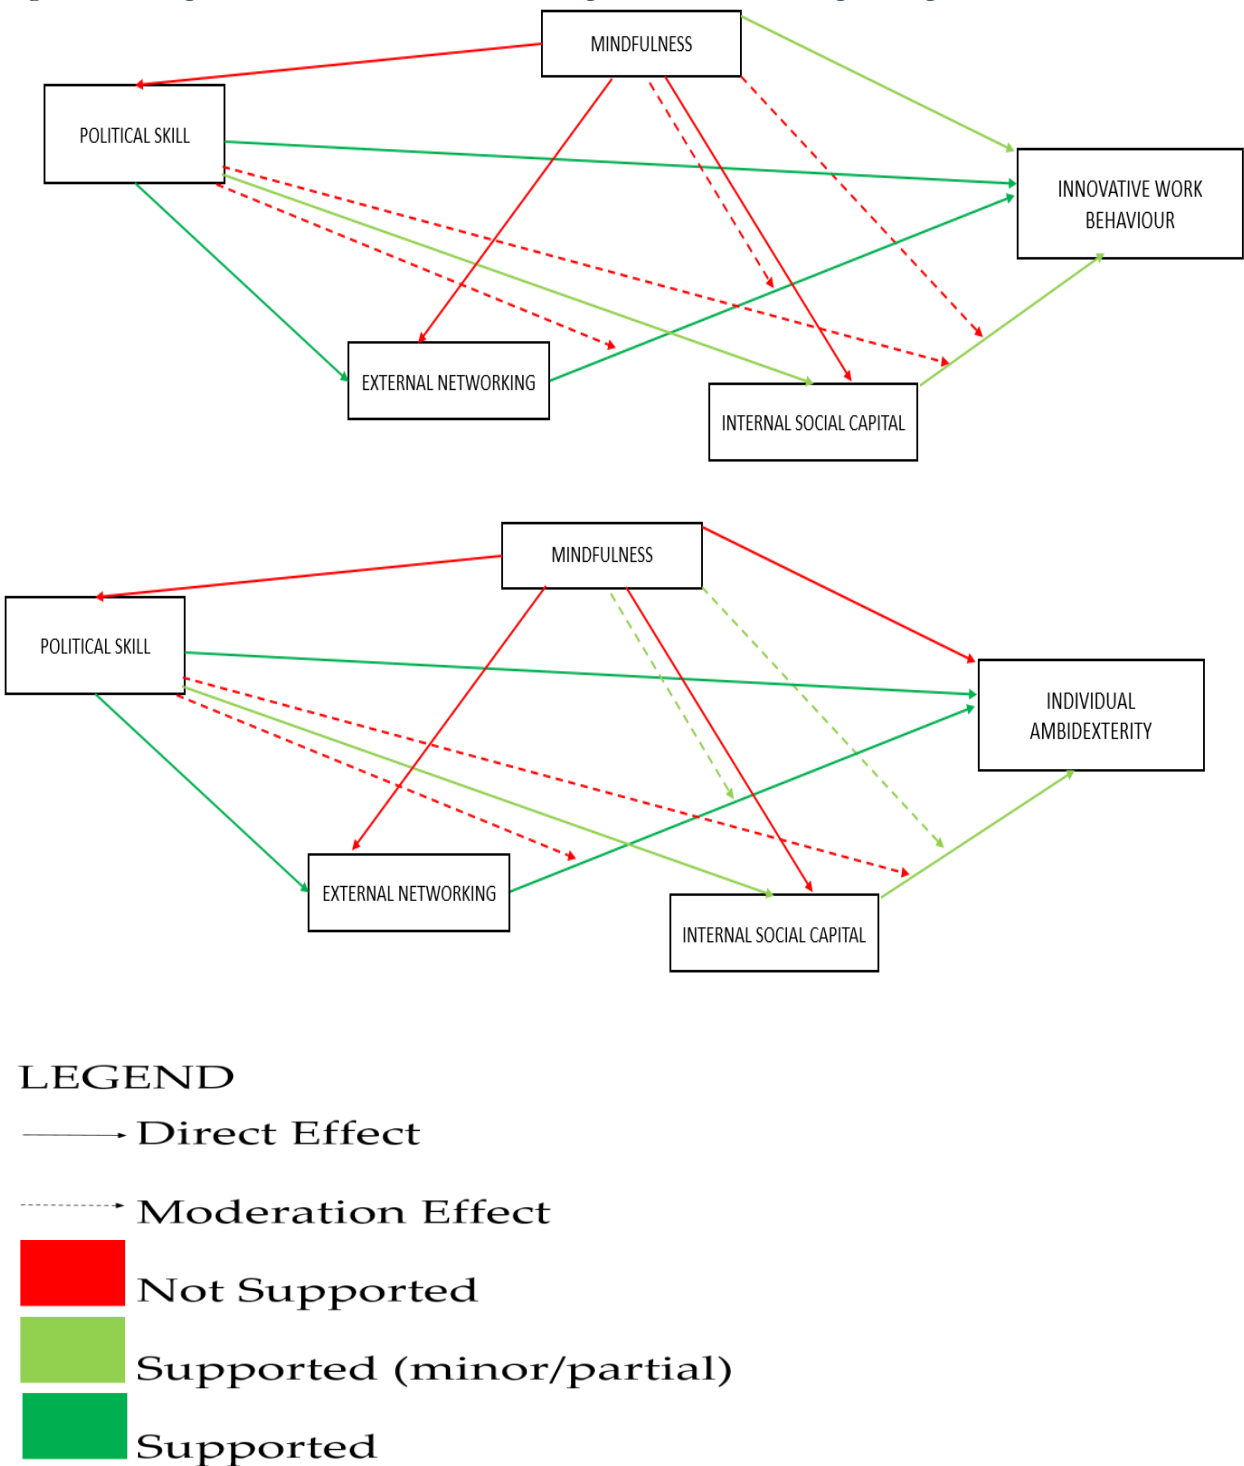 MINDFULNESS
POLITICAL SKILL
INNOVATIVE WORK
BEHAVIOUR
EXTERNAL NETWORKING
INTERNAL SOCIAL CAPITAL
MINDFULNESS
POLITICAL SKILL
INDIVIDUAL
AMBIDEXTERITY
EXTERNAL NETWORKING
INTERNAL SOCIAL CAPITAL
LEGEND
Direct Effect
Moderation Effect
Not Supported
Supported (minor/partial)
Supported